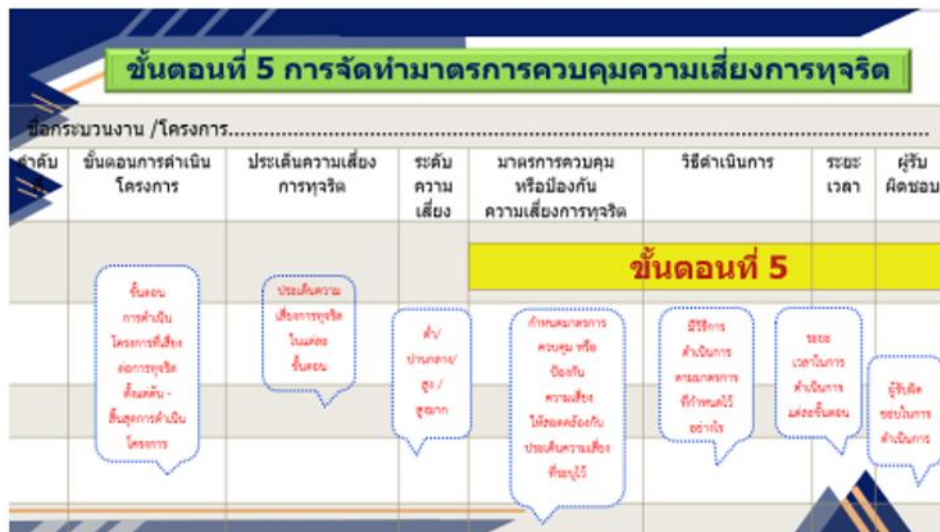 ขั้นตอนที่ 5 การจัดทำมาตรการควบคุมความเสี่ยงการทุจริต
ชื่อกระบวนงาน /โครงการ....................................................................................................
ลำดับ
ขั้นตอนการดำเนิน
โครงการ
ประเด็นความเสี่ยง
การทุจริต
ระดับ
ความ
เสี่ยง
มาตรการควบคุม
หรือป้องกัน
ความเสี่ยงการทุจริต
วิธีดำเนินการ
ระยะ
เวลา
ผู้รับ
ผิดชอบ
ขั้นตอนที่ 5
ขั้นตอน
การดำเนิน
โครงการที่เสี่ยง
ต่อการทุจริต
ตั้งแต่ต้น -
สิ้นสุดการดำเนิน
โครงการ
ประเด็นความ
เสี่ยงการทุจริต
ในแต่ละ
ขั้นตอน
ต่ำ/
ปานกลาง/
สูง /
สูงมาก
กำหนดมาตรการ
ควบคุม หรือ
ป้องกัน
ความเสี่ยง
ให้สอดคล้องกับ
ประเด็นความเสี่ยง
ที่ระบุไว้
มีวิธีการ
ดำเนินการ
ตามมาตรการ
ที่กำหนดไว้
อย่างไร
ระยะ
เวลาในการ
ดำเนินการ
แต่ละขั้นตอน
ผู้รับผิด
ชอบในการ
ดำเนินการ